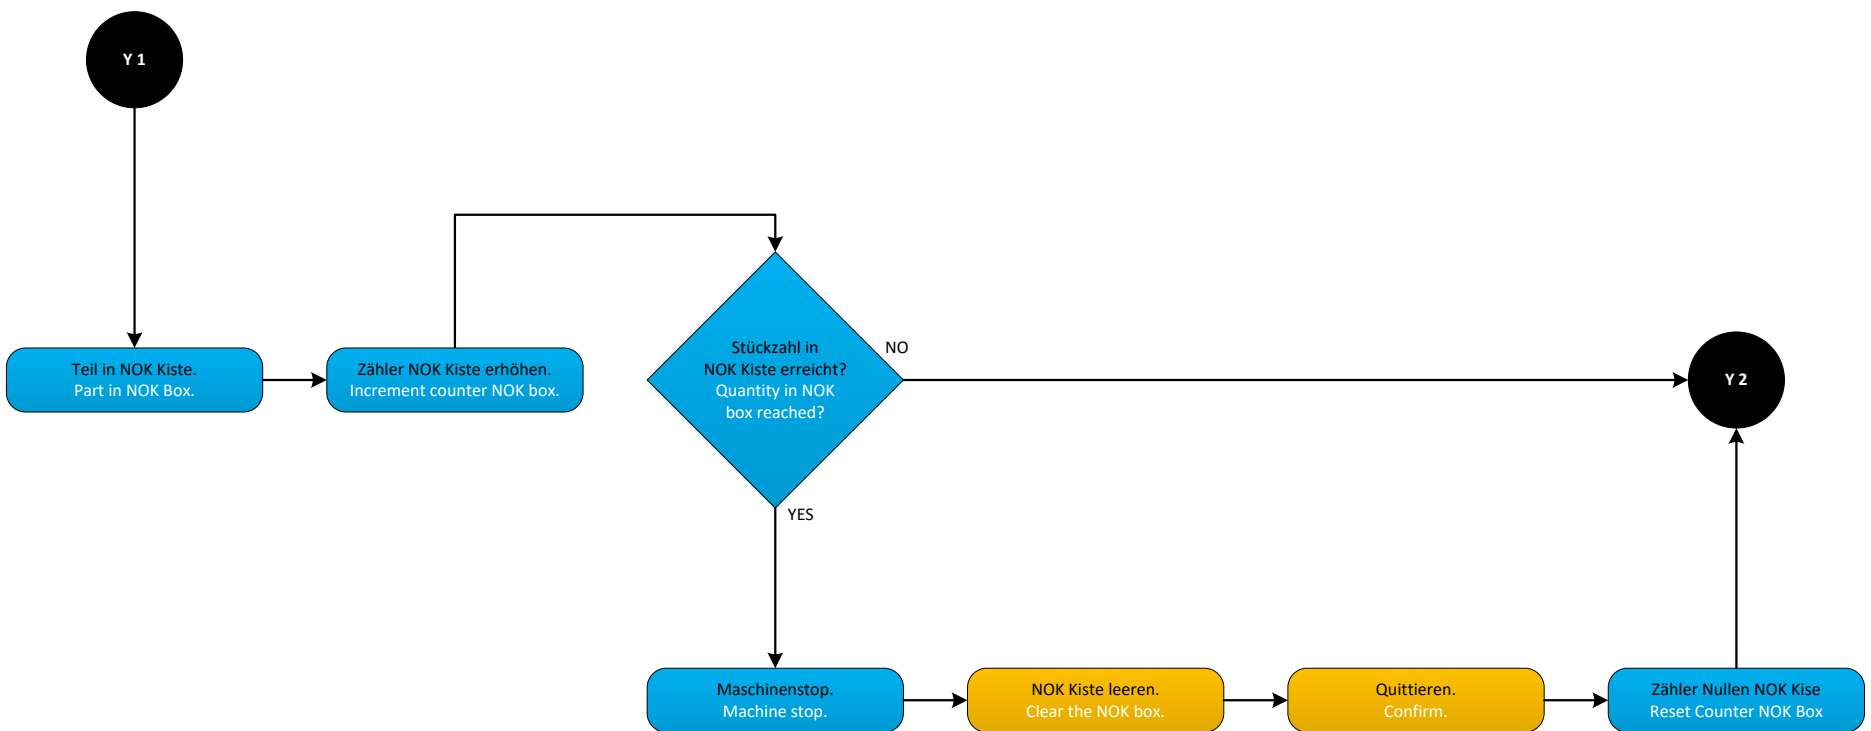 Y 1
Teil in NOK Kiste.
Part in NOK Box.
Zähler NOK Kiste erhöhen.
Increment counter NOK box.
Stückzahl in
NOK Kiste erreicht?
Quantity in NOK
box reached?
NO
Y 2
YES
Maschinenstop.
Machine stop.
NOK Kiste leeren.
Clear the NOK box.
Quittieren.
Confirm.
Zähler Nullen NOK Kise
Reset Counter NOK Box